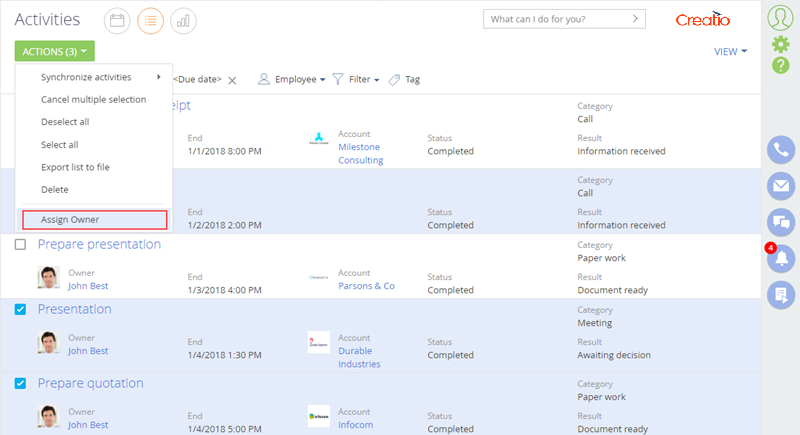 Activities
What can I do for you?
Creatio
ACTIONS (3)
VIEW
Synchronize activities
Cancel multiple selection
Deselect all
Select all
Export list to file
Delete
Assign Owner
<Due date>
Employee
Filter
Tag
ipt
Category
Call
End
1/1/2018 8:00 PM
Account
Milestone
Consulting
Status
Completed
Result
Information received
Category
Call
End
1/2/2018 2:00 PM
Status
Completed
Result
Information received
Prepare presentation
Category
Paper work
Owner
John Best
End
1/3/2018 4:00 PM
Account
Parsons & Co
Status
Completed
Result
Document ready
Presentation
Category
Meeting
Owner
John Best
End
1/4/2018 1:30 PM
Account
Durable
Industries
Status
Completed
Result
Awaiting decision
Prepare quotation
Category
Paper work
Owner
John Best
End
1/4/2018 5:00 PM
infocom
Account
Infocom
Status
Completed
Result
Document ready
?
4